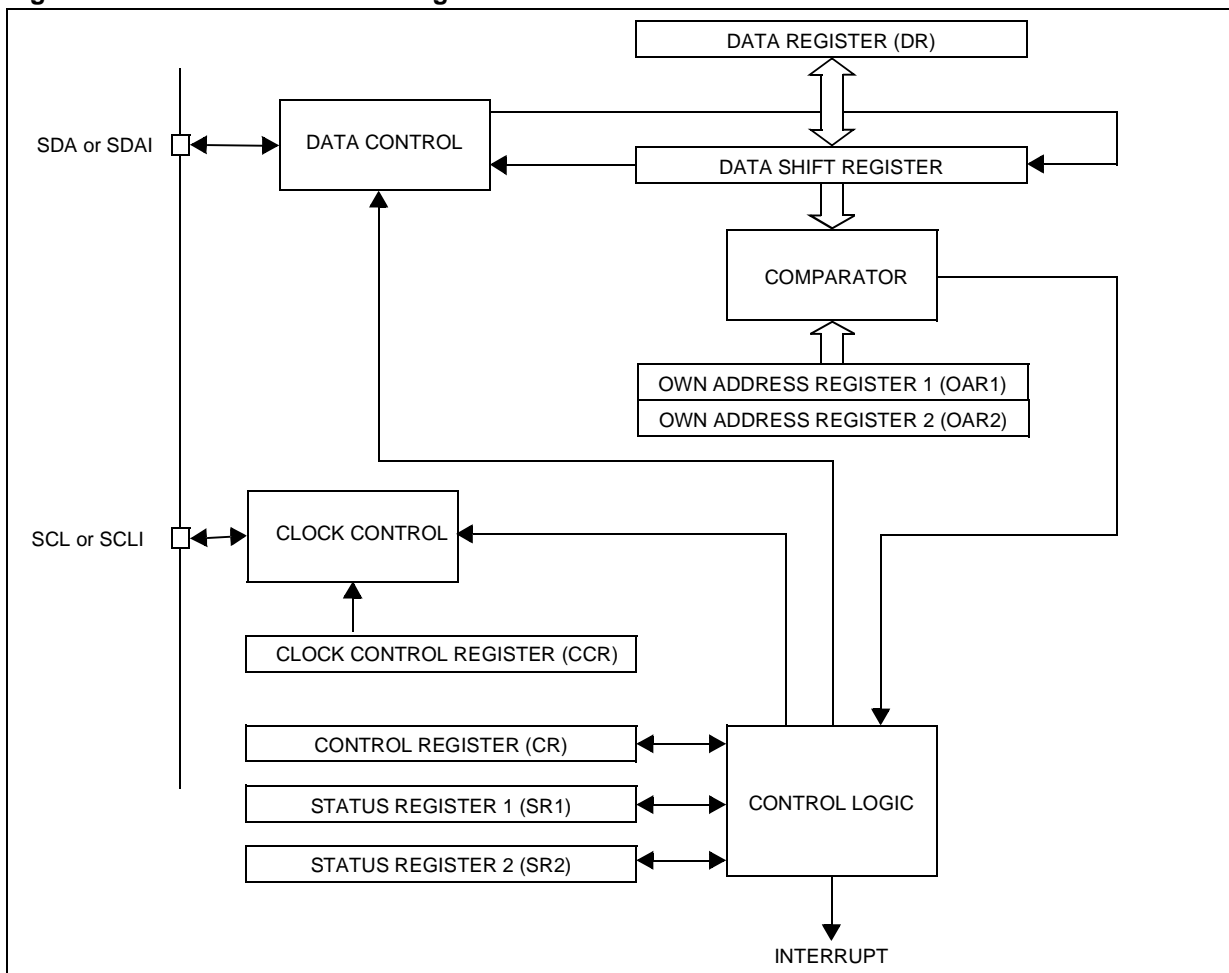 DATA REGISTER (DR)
SDA or SDAI
DATA CONTROL
DATA SHIFT REGISTER
COMPARATOR
OWN ADDRESS REGISTER 1 (OAR1)
OWN ADDRESS REGISTER 2 (OAR2)
SCL or SCLI
CLOCK CONTROL
CLOCK CONTROL REGISTER (CCR)
CONTROL REGISTER (CR)
STATUS REGISTER 1 (SR1)
CONTROL LOGIC
STATUS REGISTER 2 (SR2)
INTERRUPT